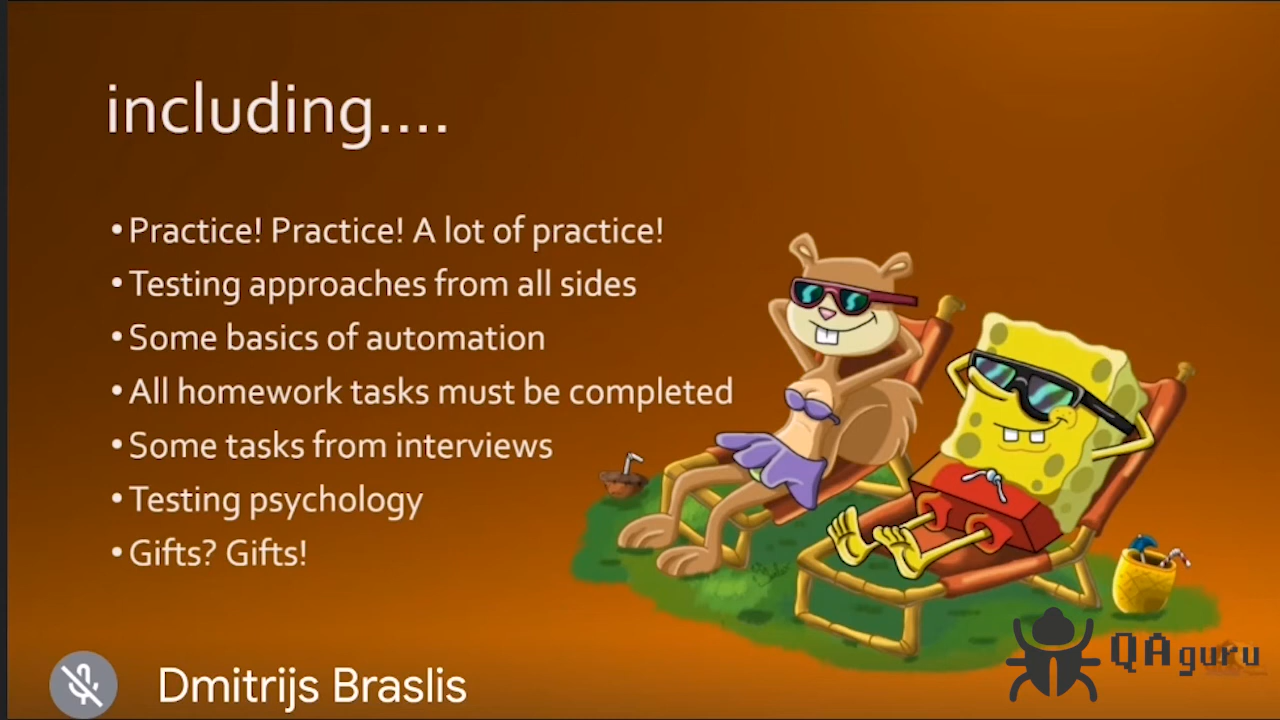 including....
• Practice! Practice! A lot of practice!
• Testing approaches from all sides
• Some basics of automation
• All homework tasks must be completed
• Some tasks from interviews
• Testing psychology
• Gifts? Gifts!
Dmitrijs Braslis
QAguru